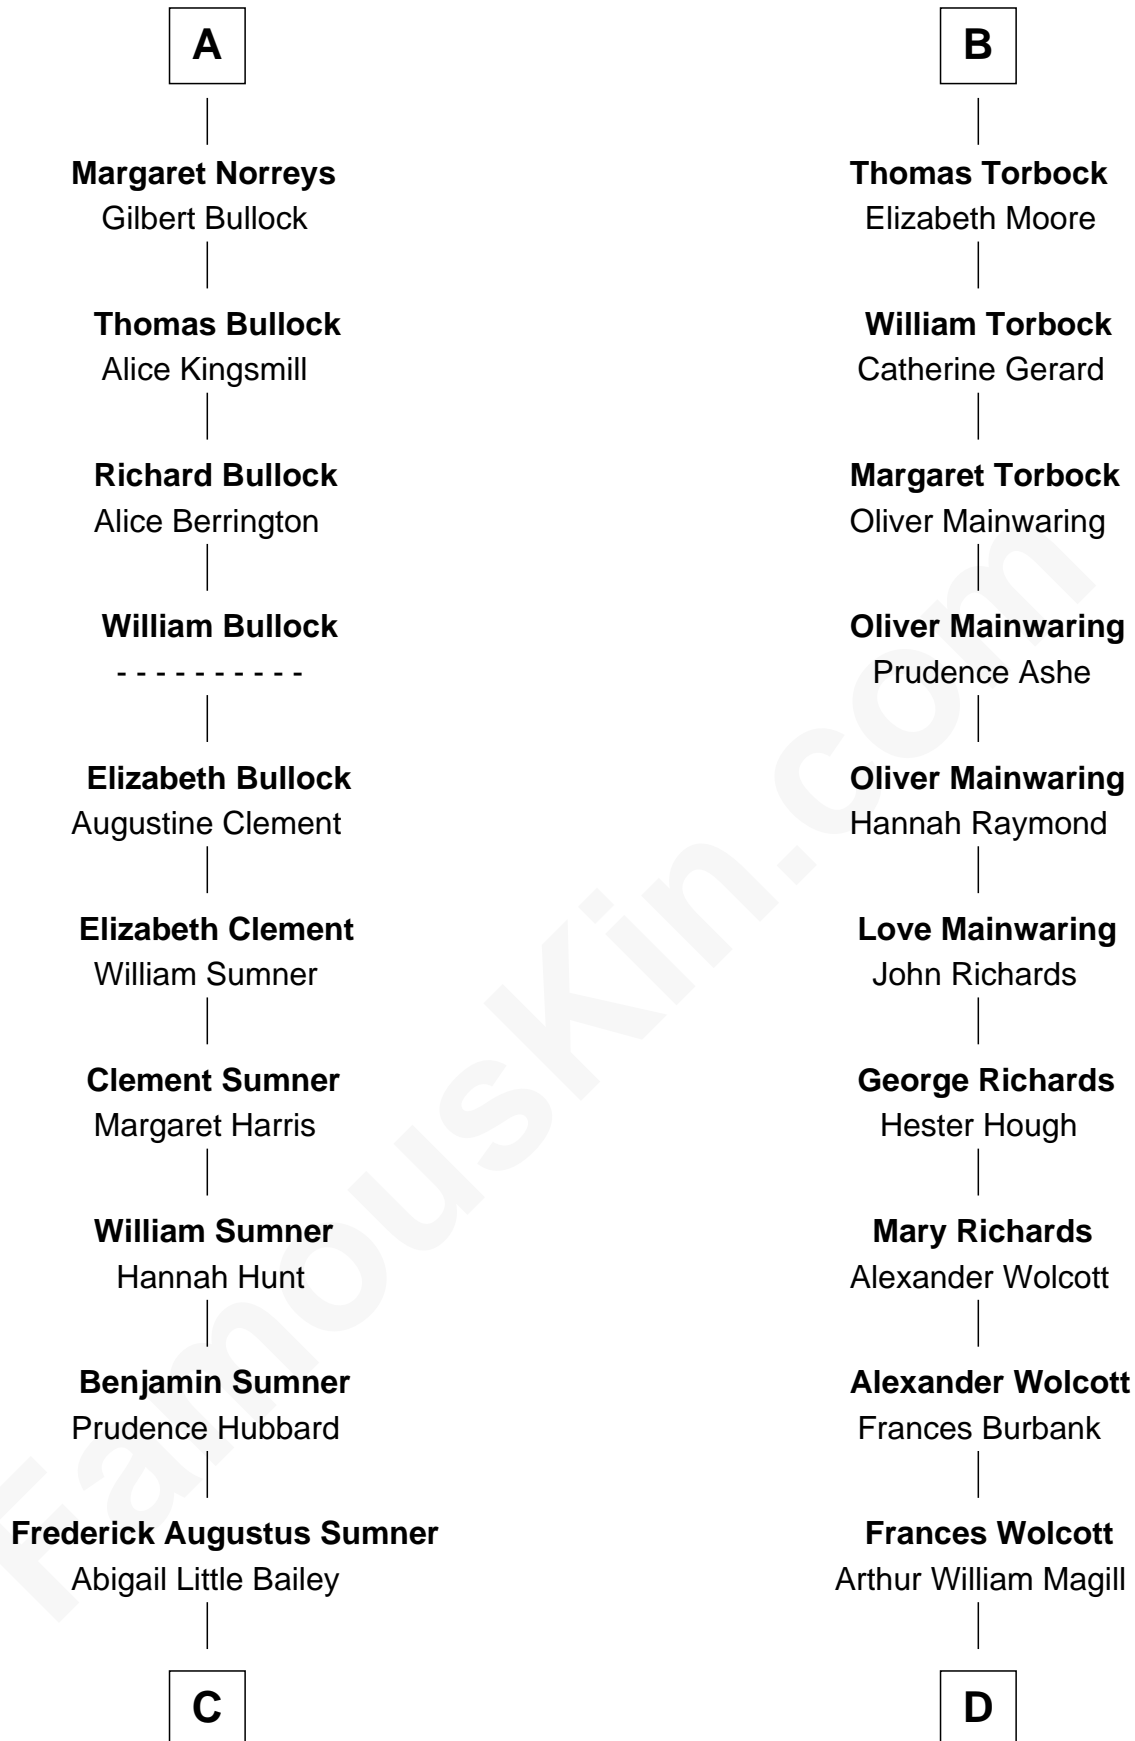 A
Margaret Norreys
Gilbert Bullock
Thomas Bullock
Alice Kingsmill
Richard Bullock
Alice Berrington
William Bullock
- - - - - - - - - -
Elizabeth Bullock
Augustine Clement
Elizabeth Clement
William Sumner
Clement Sumner
Margaret Harris
William Sumner
Hannah Hunt
Benjamin Sumner
Prudence Hubbard
Frederick Augustus Sumner
Abigail Little Bailey
C
B
Thomas Torbock
Elizabeth Moore
William Torbock
Catherine Gerard
Margaret Torbock
Oliver Mainwaring
Oliver Mainwaring
Prudence Ashe
Oliver Mainwaring
Hannah Raymond
Love Mainwaring
John Richards
George Richards
Hester Hough
Mary Richards
Alexander Wolcott
Alexander Wolcott
Frances Burbank
Frances Wolcott
Arthur William Magill
D
FamousKin.com